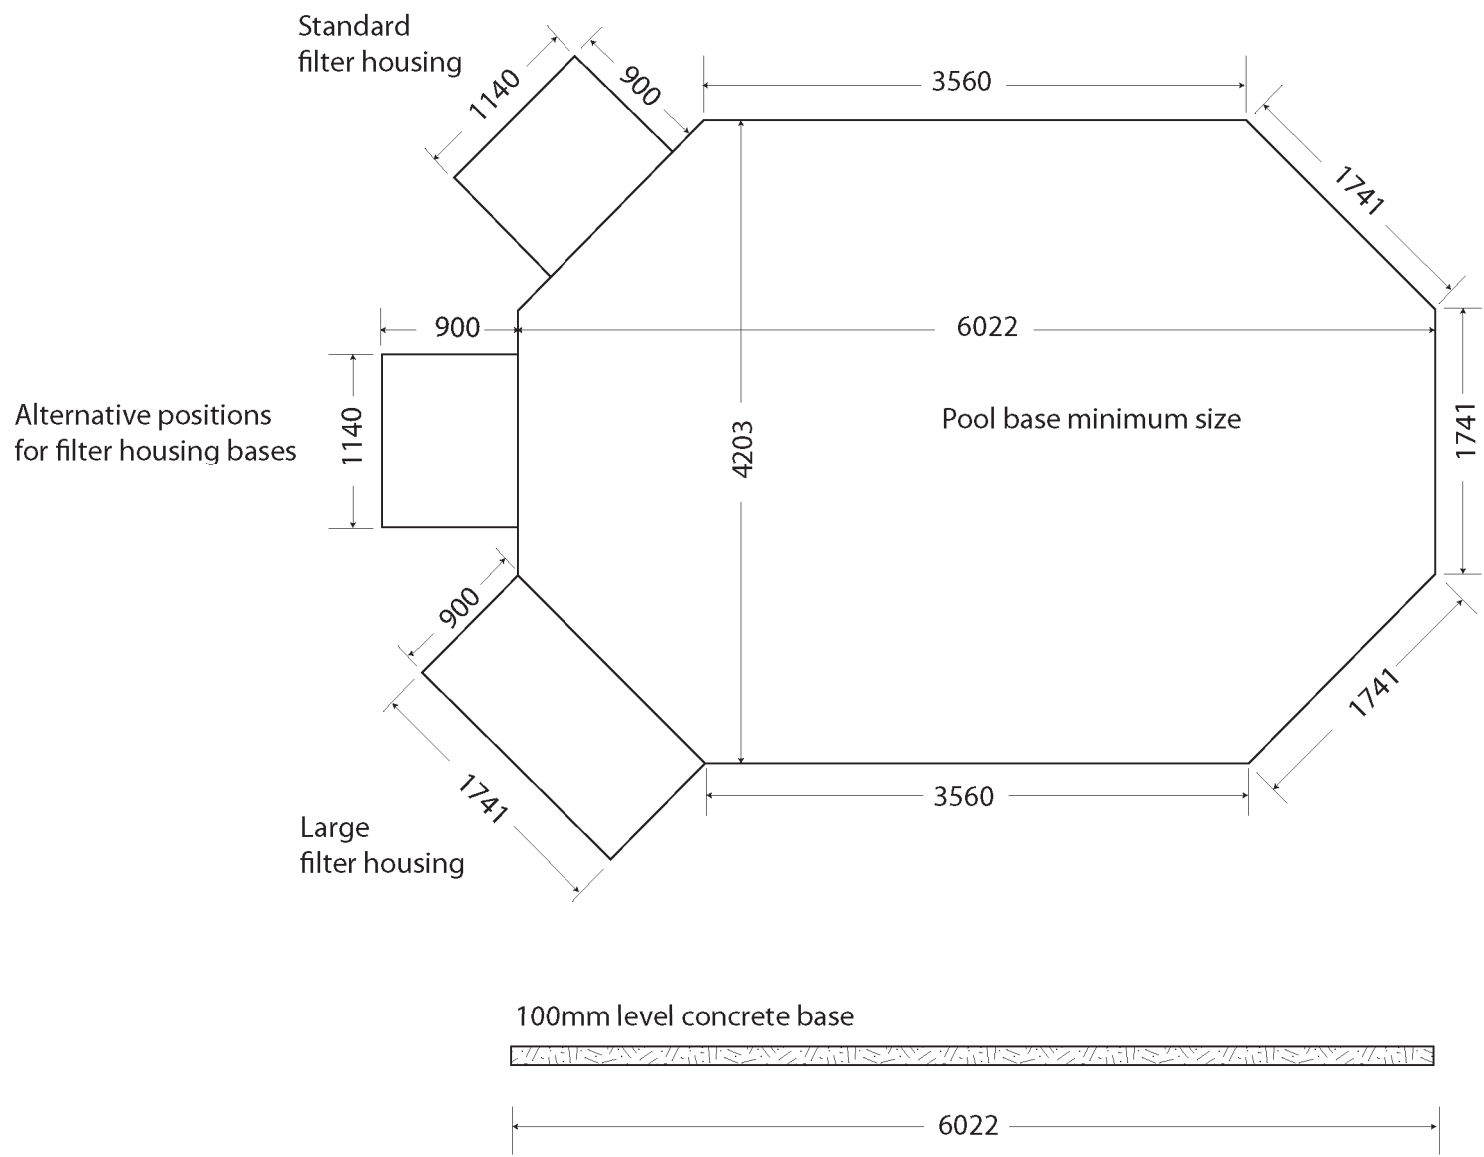 Standard
filter housing
1140
900
3560
1741
900
6022
Alternative positions
for filter housing bases
1140
4203
Pool base minimum size
1741
900
1741
1741
3560
Large
filter housing
100mm level concrete base
6022